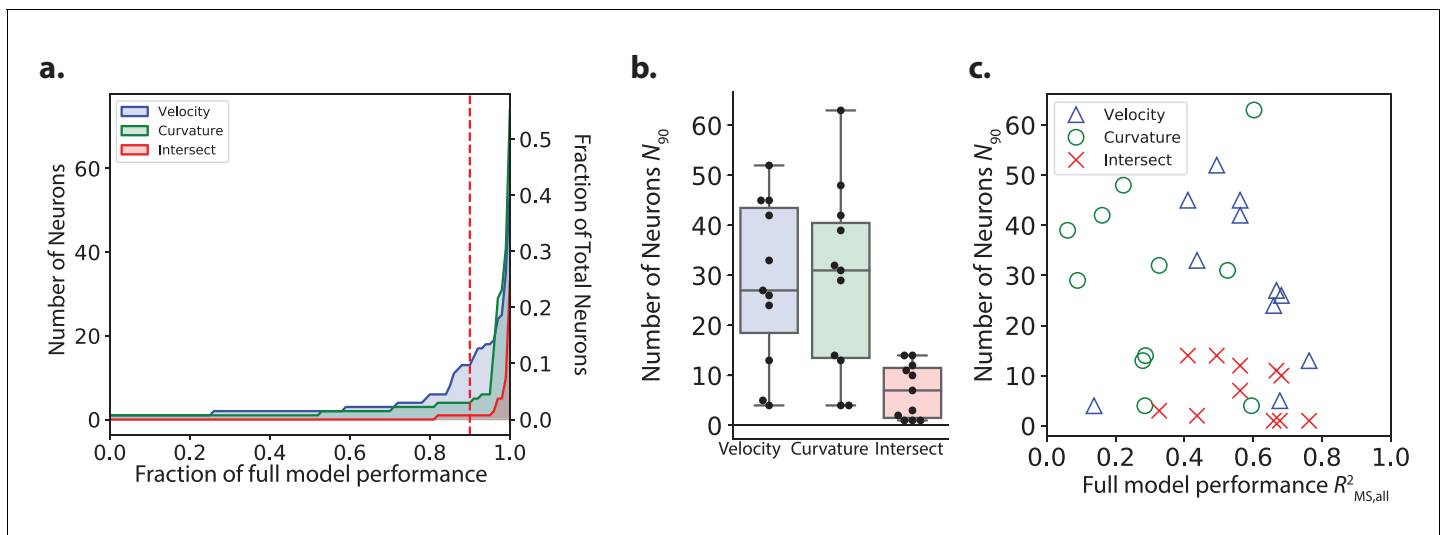 a.
Velocity
Curvature
Intersect
Number of Neurons
60
40
20
0
0.5
0.4
0.3
0.2
0.1
0.0
Fraction of Total Neurons
0.0 0.2 0.4 0.6 0.8 1.0
Fraction of full model performance
b.
Number of Neurons N90
60
50
40
30
20
10
0
Velocity Curvature Intersect
c.
Velocity
Curvature
Intersect
Number of Neurons N90
60
50
40
30
20
10
0
0.0 0.2 0.4 0.6 0.8 1.0
Full model performance R²MS,all